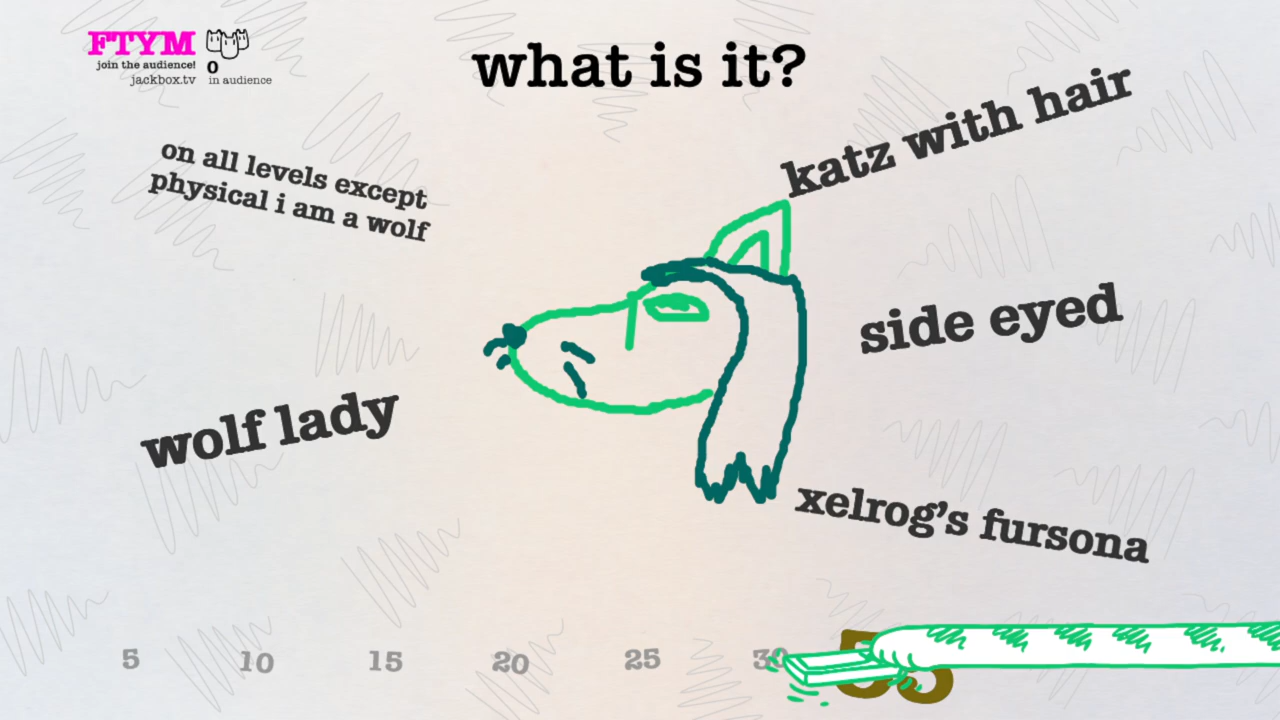 FTYM
join the audience!
jackbox.tv
0
in audience
what is it?
katz with hair
on all levels except
physical i am a wolf
side eyed
wolf lady
xelrog's fursona
5 10 15 20 25 30